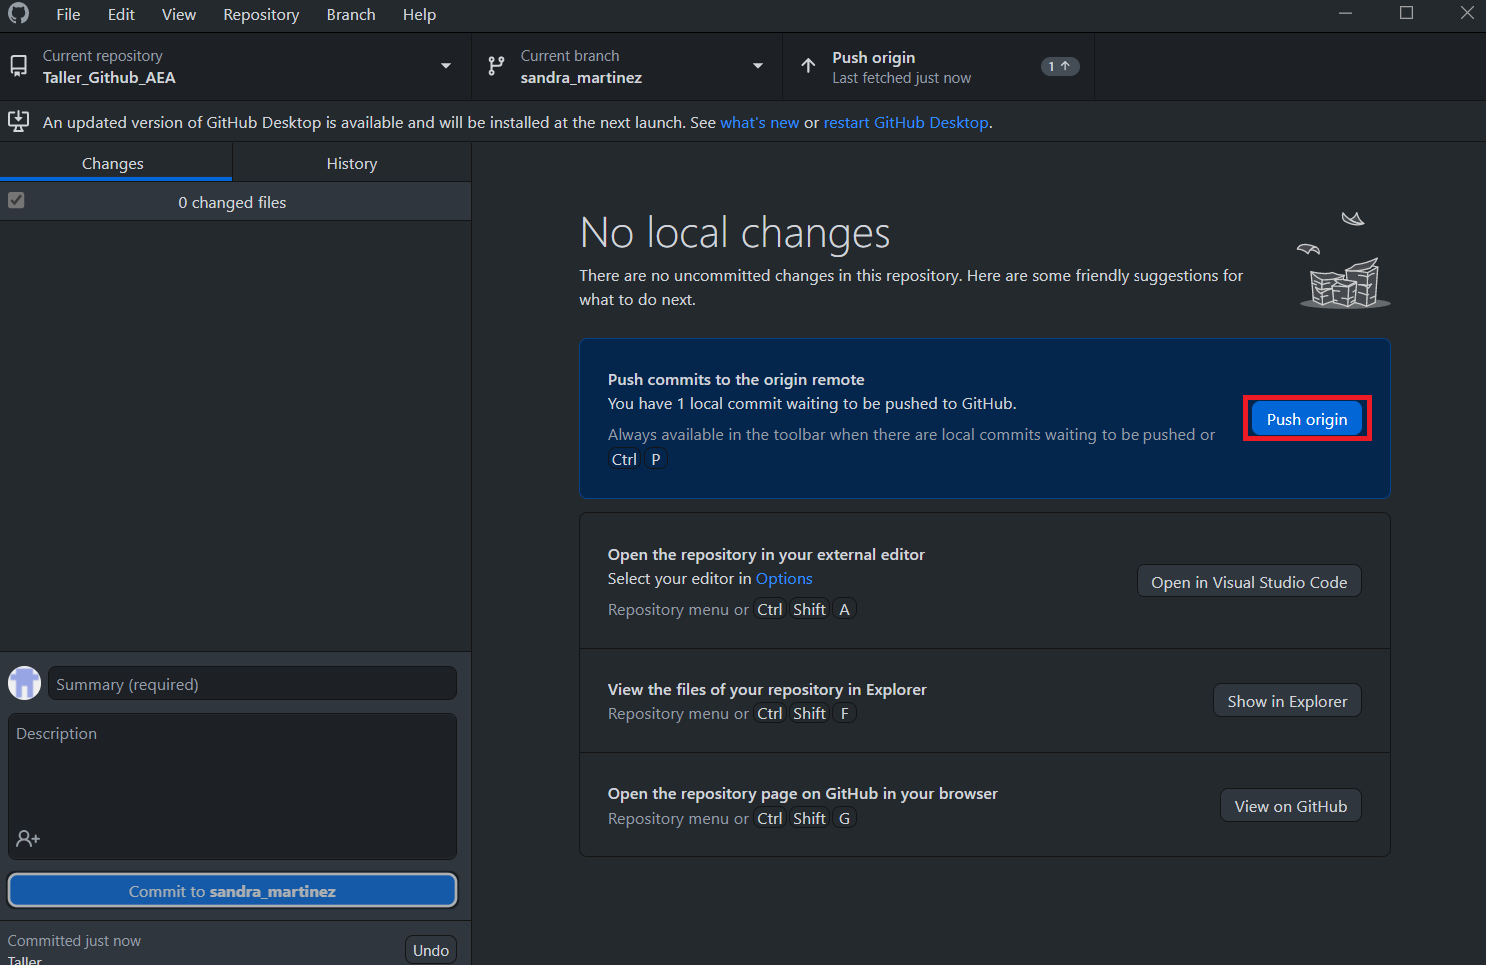 File Edit View Repository Branch Help
Current repository
Taller_Github_AEA
Current branch
sandra_martinez
Push origin
Last fetched just now
1
An updated version of GitHub Desktop is available and will be installed at the next launch. See what's new or restart GitHub Desktop.
Changes
History
0 changed files
No local changes
There are no uncommitted changes in this repository. Here are some friendly suggestions for
what to do next.
Push commits to the origin remote
You have 1 local commit waiting to be pushed to GitHub.
Always available in the toolbar when there are local commits waiting to be pushed or
Ctrl P
Push origin
Open the repository in your external editor
Select your editor in Options
Repository menu or Ctrl Shift A
Open in Visual Studio Code
View the files of your repository in Explorer
Repository menu or Ctrl Shift F
Show in Explorer
Open the repository page on GitHub in your browser
Repository menu or Ctrl Shift G
View on GitHub
Summary (required)
Description
Commit to sandra_martinez
Committed just now
Taller
Undo